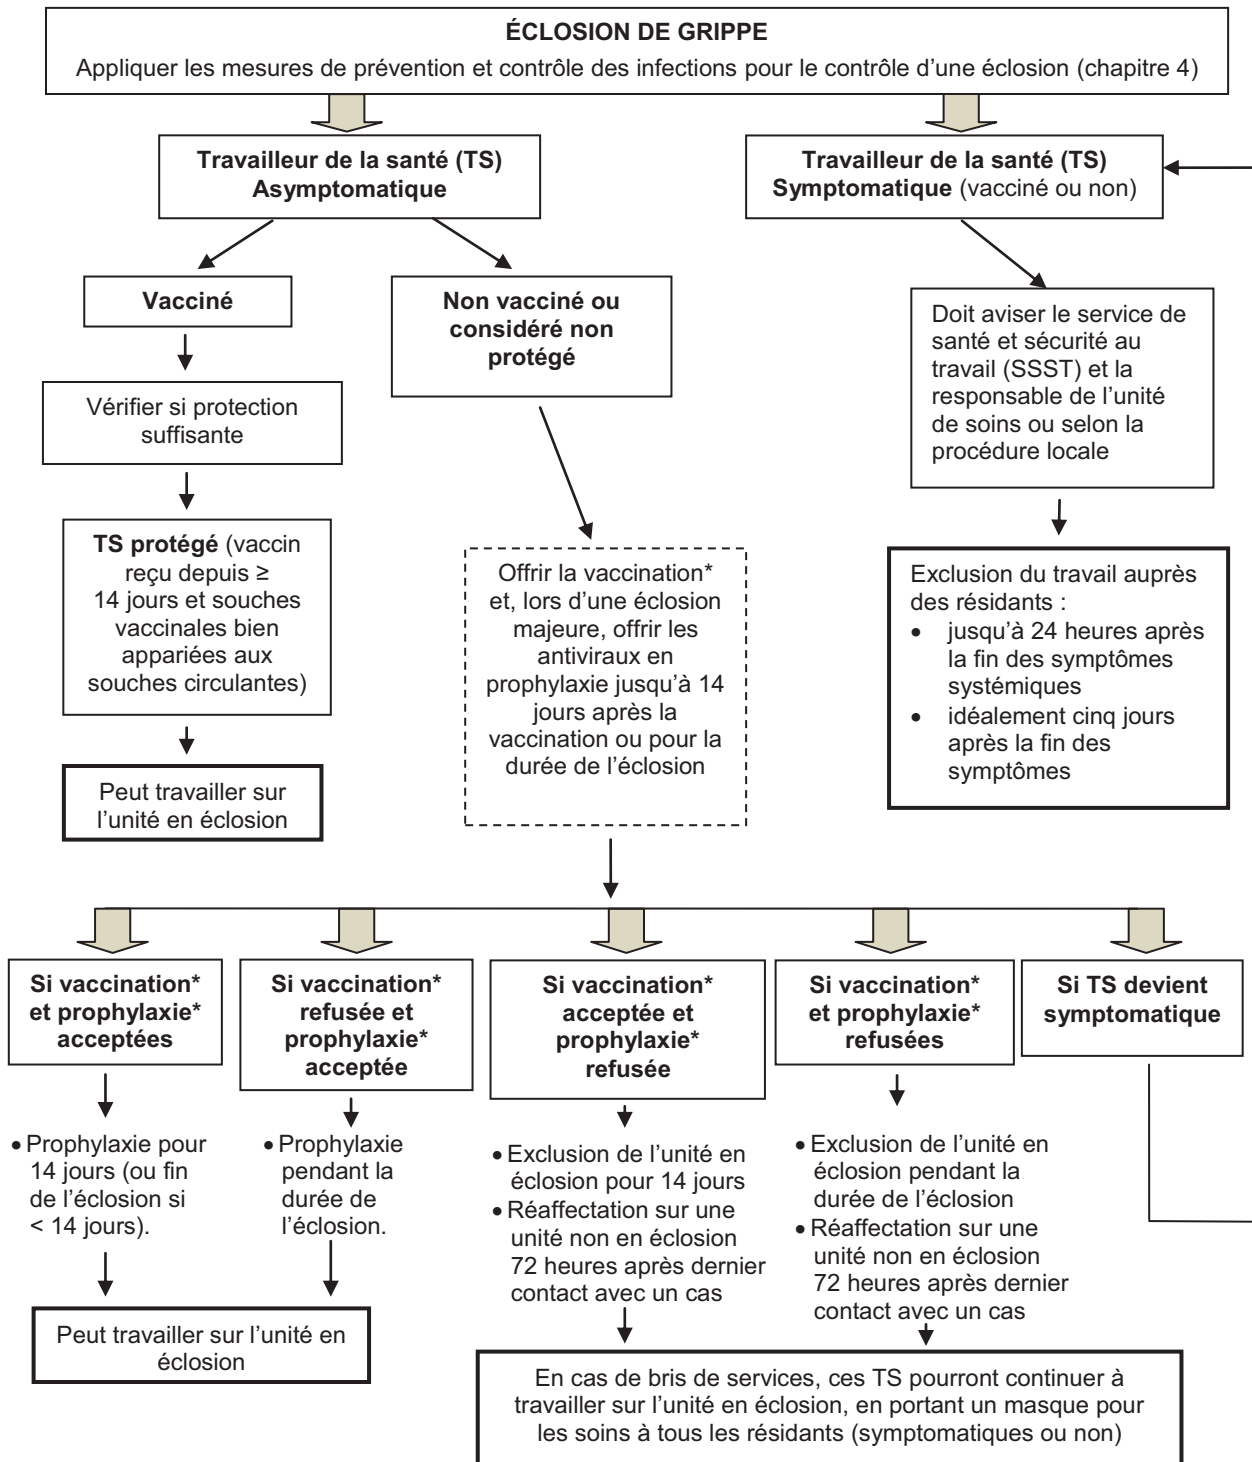 ÉCLOSION DE GRIPPE
Appliquer les mesures de prévention et contrôle des infections pour le contrôle d’une éclosion (chapitre 4)
Travailleur de la santé (TS)
Asymptomatique
Travailleur de la santé (TS)
Symptomatique (vacciné ou non)
Vacciné
Non vacciné ou
considéré non
protégé
Doit aviser le service de
santé et sécurité au
travail (SSST) et la
responsable de l’unité
de soins ou selon la
procédure locale
Vérifier si protection
suffisante
TS protégé (vaccin
reçu depuis ≥
14 jours et souches
vaccinales bien
appariées aux
souches circulantes)
Offrir la vaccination*
et, lors d’une éclosion
majeure, offrir les
antiviraux en
prophylaxie jusqu’à 14
jours après la
vaccination ou pour la
durée de l’éclosion
Exclusion du travail auprès
des résidants :
• jusqu’à 24 heures après
la fin des symptômes
systémiques
• idéalement cinq jours
après la fin des
symptômes
Peut travailler sur
l’unité en éclosion
Si vaccination*
et prophylaxie*
acceptées
Si vaccination*
refusée et
prophylaxie*
acceptée
Si vaccination*
acceptée et
prophylaxie*
refusée
Si vaccination*
et prophylaxie*
refusées
Si TS devient
symptomatique
• Prophylaxie pour
14 jours (ou fin
de l’éclosion si
< 14 jours).
• Prophylaxie
pendant la
durée de
l’éclosion.
• Exclusion de l’unité en
éclosion pour 14 jours
• Réaffectation sur une
unité non en éclosion
72 heures après dernier
contact avec un cas
• Exclusion de l’unité en
éclosion pendant la
durée de l’éclosion
• Réaffectation sur une
unité non en éclosion
72 heures après dernier
contact avec un cas
Peut travailler sur l’unité en
éclosion
En cas de bris de services, ces TS pourront continuer à
travailler sur l’unité en éclosion, en portant un masque pour
les soins à tous les résidants (symptomatiques ou non)